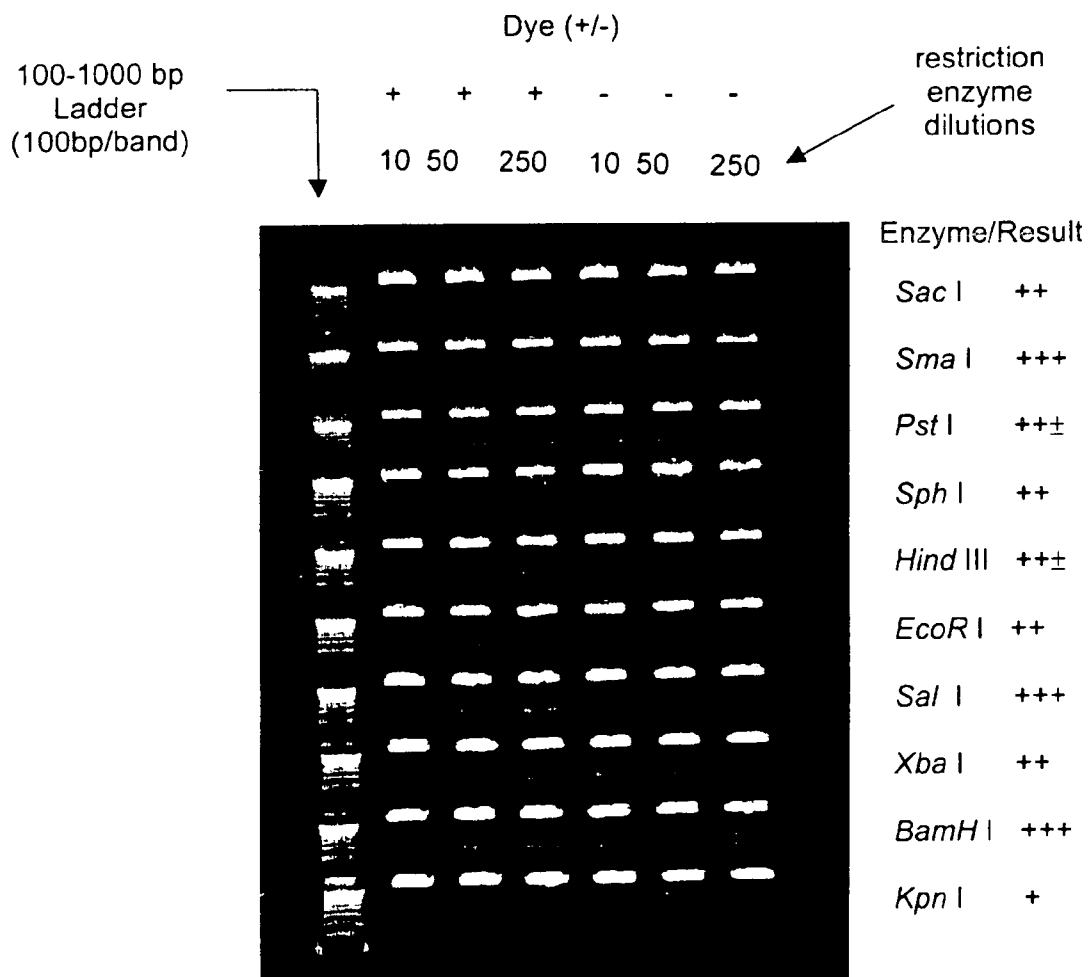 Dye (+/-)
100-1000 bp
Ladder
(100bp/band)
restriction
enzyme
dilutions
+ + + - - -
10 50 250 10 50 250
Enzyme/Result
Sac I ++
Sma I +++
Pst I ++±
Sph I ++
Hind III ++±
EcoR I ++
Sal I +++
Xba I ++
BamH I +++
Kpn I +